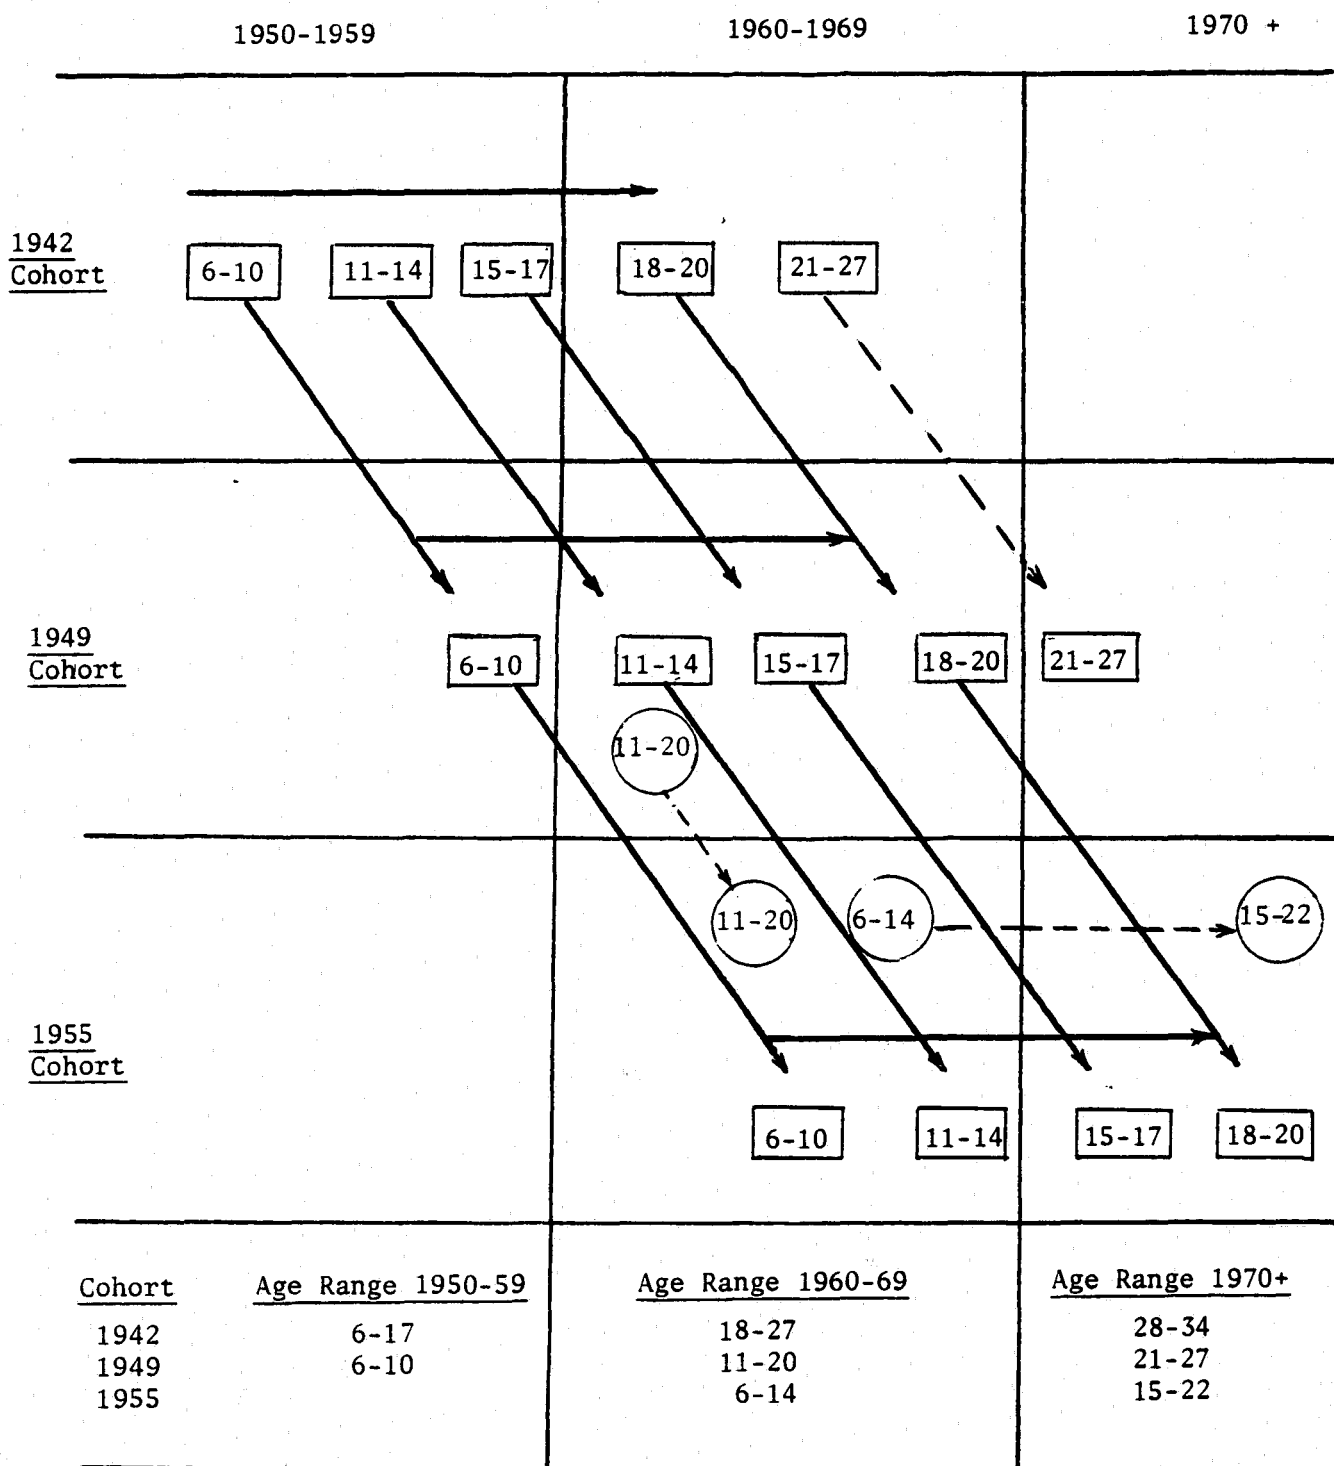 1950-1959 1960-1969 1970 +
1942
Cohort
6-10 11-14 15-17 18-20 21-27
1949
Cohort
6-10 11-14 15-17 18-20 21-27
11-20
11-20 6-14 15-22
1955
Cohort
6-10 11-14 15-17 18-20
Cohort Age Range 1950-59 Age Range 1960-69 Age Range 1970+
1942 6-17 18-27 28-34
1949 6-10 11-20 21-27
1955 6-14 15-22